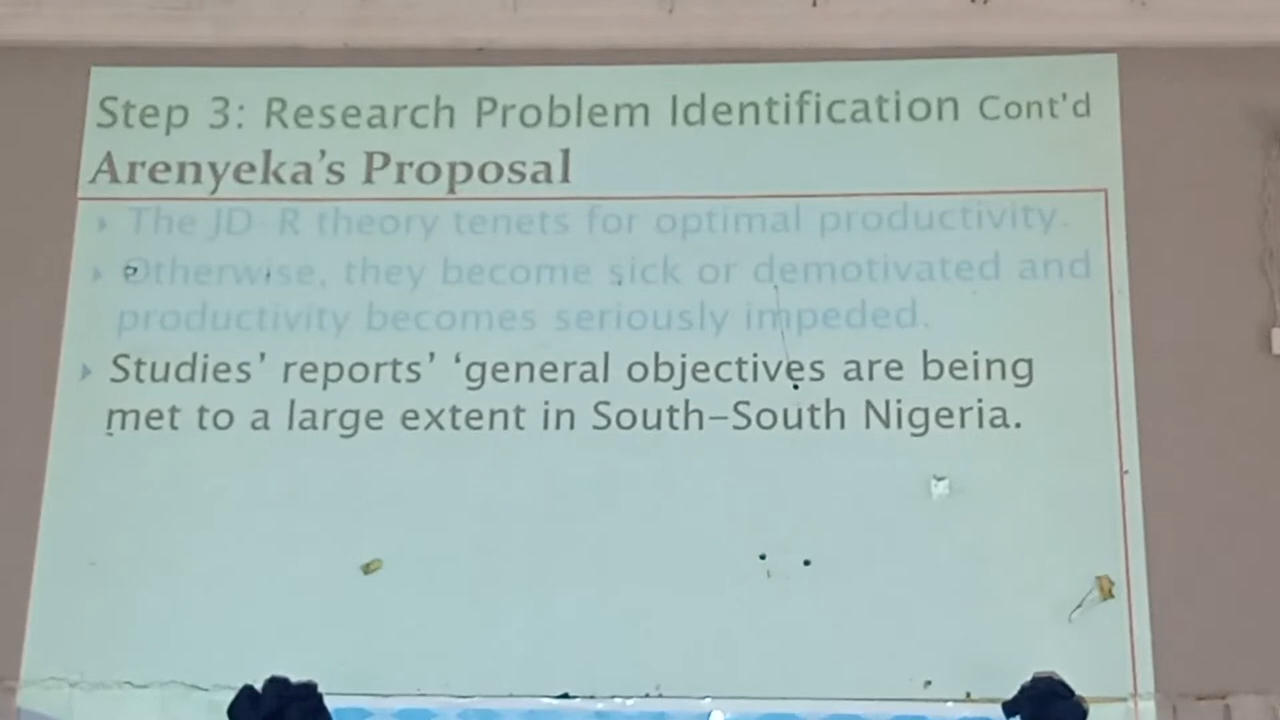 Step 3: Research Problem Identification Cont'd
Arenyeka's Proposal
The JD-R theory tenets for optimal productivity.
Otherwise, they become sick or demotivated and
productivity becomes seriously impeded.
Studies' reports' 'general objectives are being
met to a large extent in South-South Nigeria.